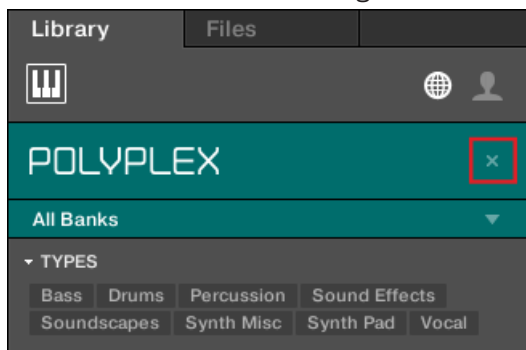 Library Files
POLYPLEX ×
All Banks
TYPES
Bass Drums Percussion Sound Effects
Soundscapes Synth Misc Synth Pad Vocal